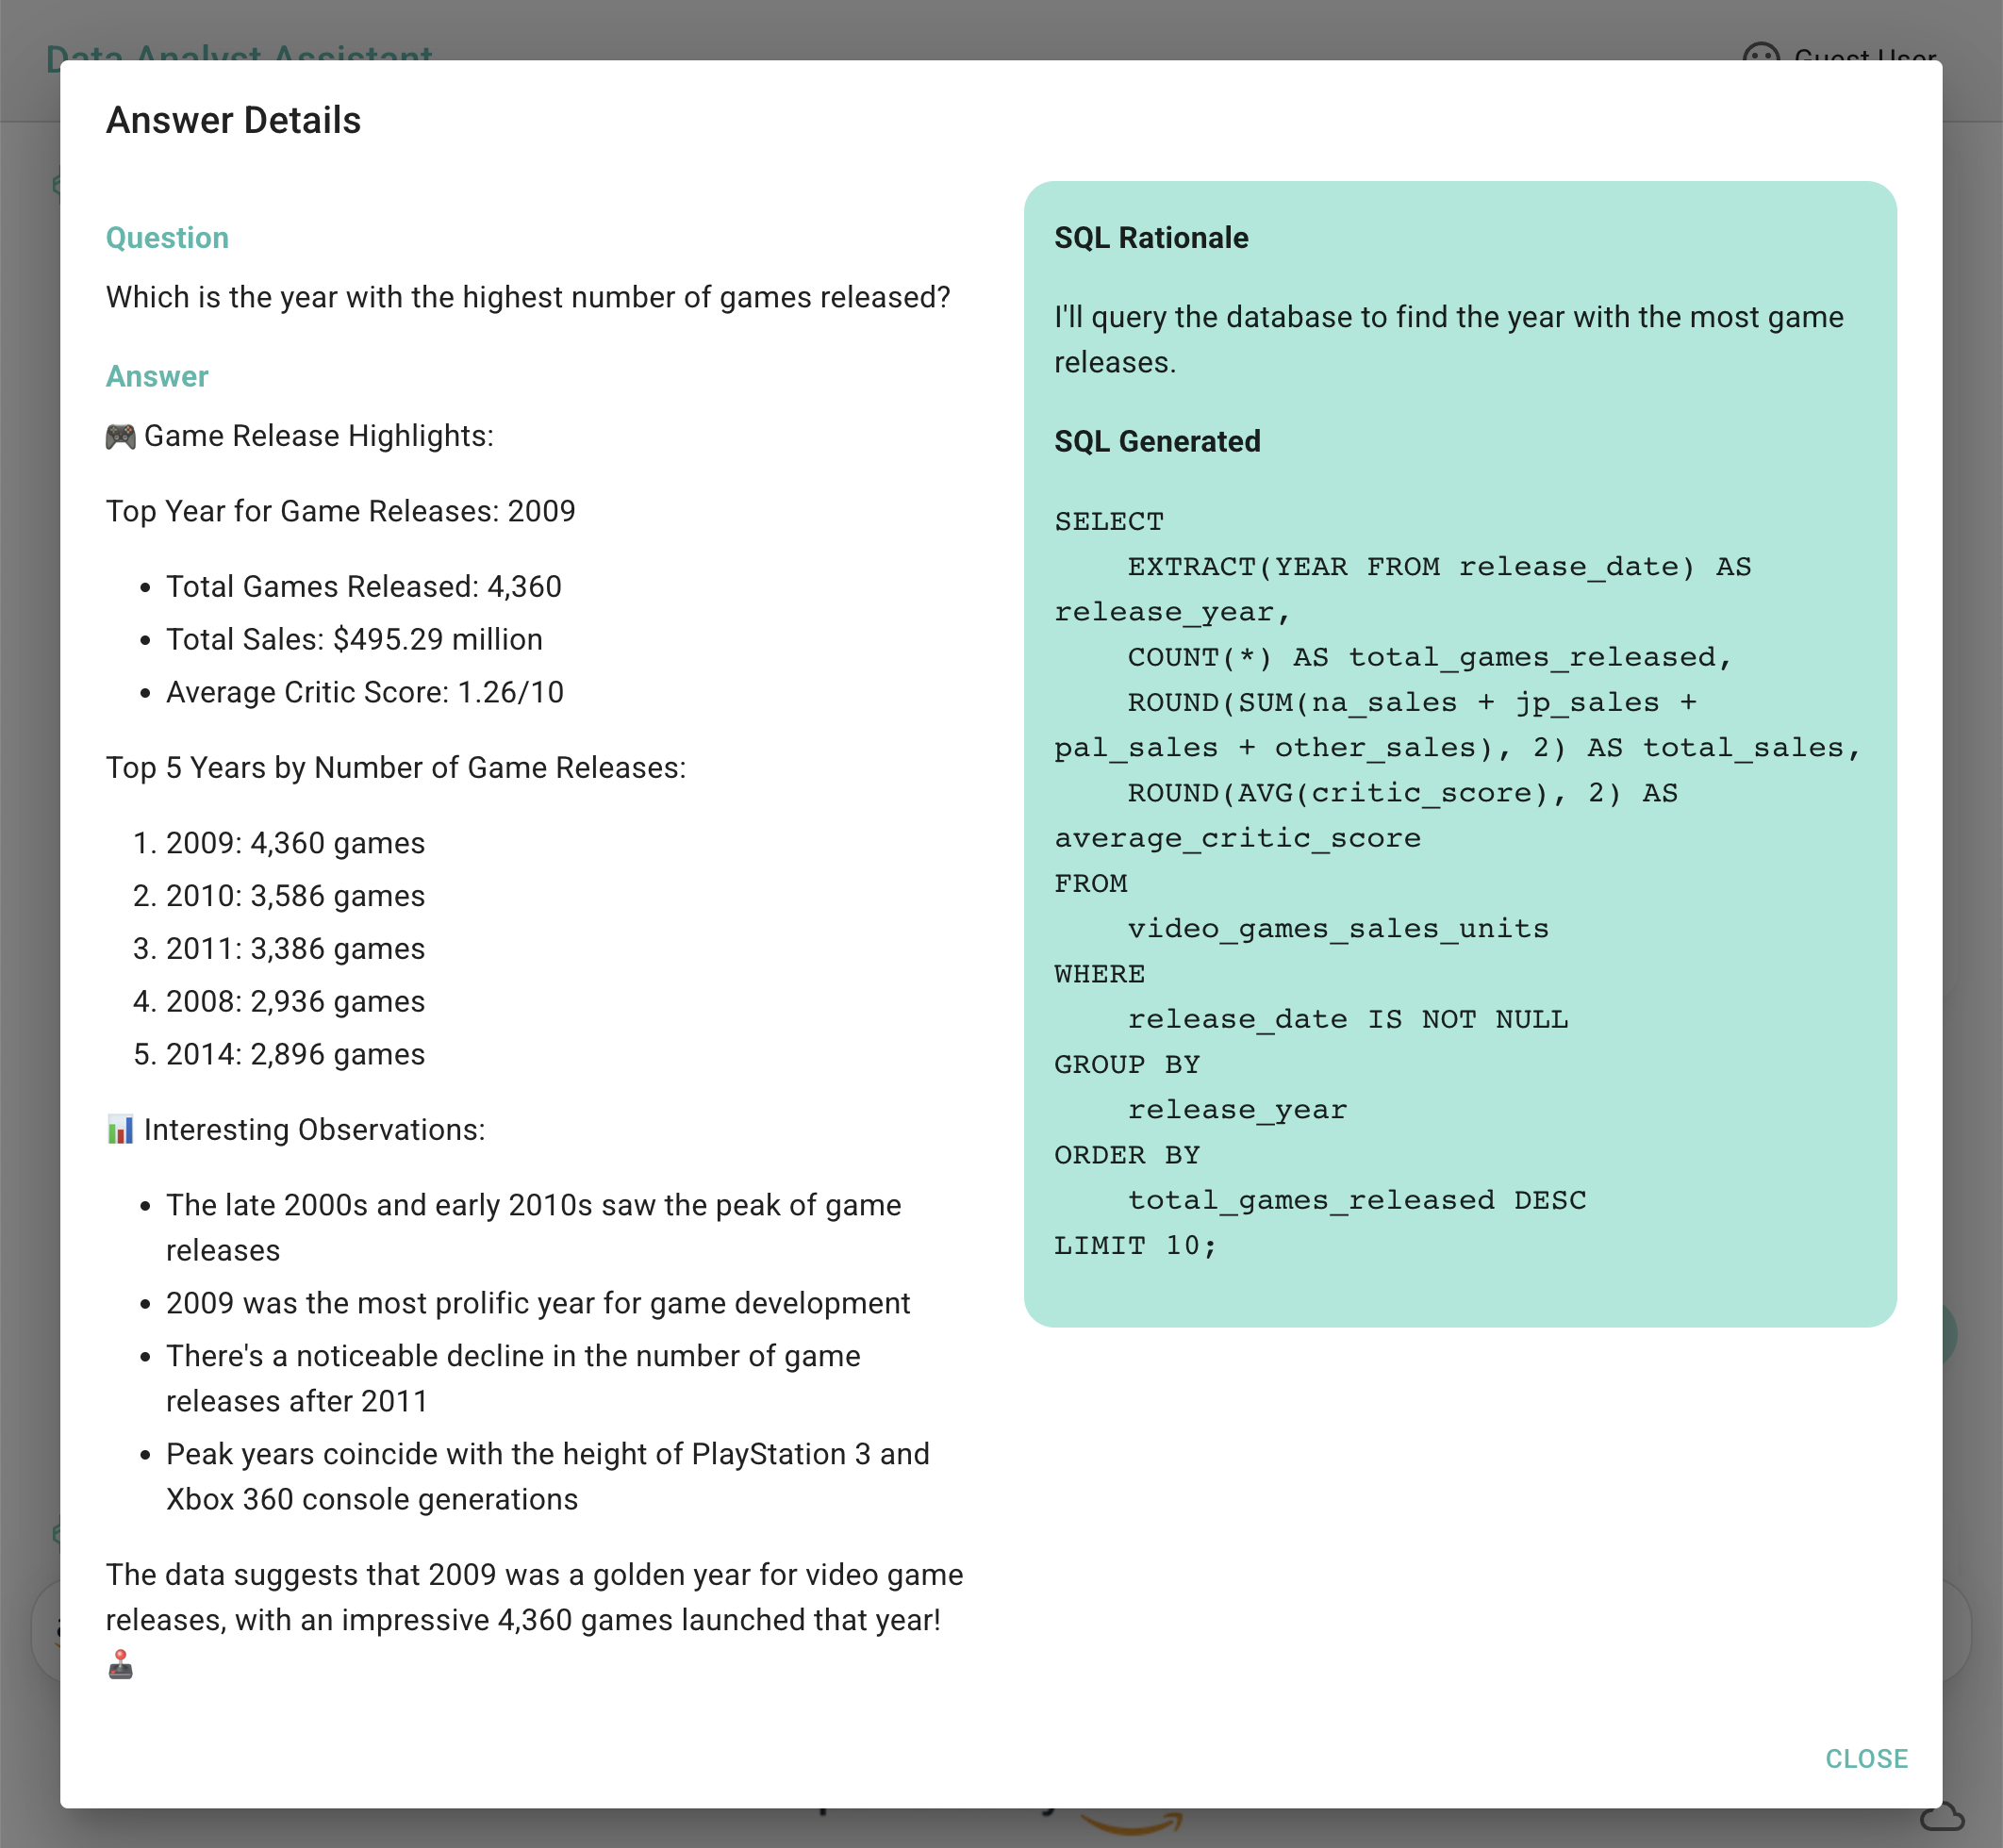 Data Analyst Assistant
Guest User
Answer Details
Question
Which is the year with the highest number of games released?
Answer
🎮 Game Release Highlights:
Top Year for Game Releases: 2009
• Total Games Released: 4,360
• Total Sales: $495.29 million
• Average Critic Score: 1.26/10
Top 5 Years by Number of Game Releases:
1. 2009: 4,360 games
2. 2010: 3,586 games
3. 2011: 3,386 games
4. 2008: 2,936 games
5. 2014: 2,896 games
📊 Interesting Observations:
• The late 2000s and early 2010s saw the peak of game
releases
• 2009 was the most prolific year for game development
• There's a noticeable decline in the number of game
releases after 2011
• Peak years coincide with the height of PlayStation 3 and
Xbox 360 console generations
The data suggests that 2009 was a golden year for video game
releases, with an impressive 4,360 games launched that year!
🕹️
SQL Rationale
I'll query the database to find the year with the most game
releases.
SQL Generated
SELECT
    EXTRACT(YEAR FROM release_date) AS
release_year,
    COUNT(*) AS total_games_released,
    ROUND(SUM(na_sales + jp_sales +
pal_sales + other_sales), 2) AS total_sales,
    ROUND(AVG(critic_score), 2) AS
average_critic_score
FROM
    video_games_sales_units
WHERE
    release_date IS NOT NULL
GROUP BY
    release_year
ORDER BY
    total_games_released DESC
LIMIT 10;
CLOSE